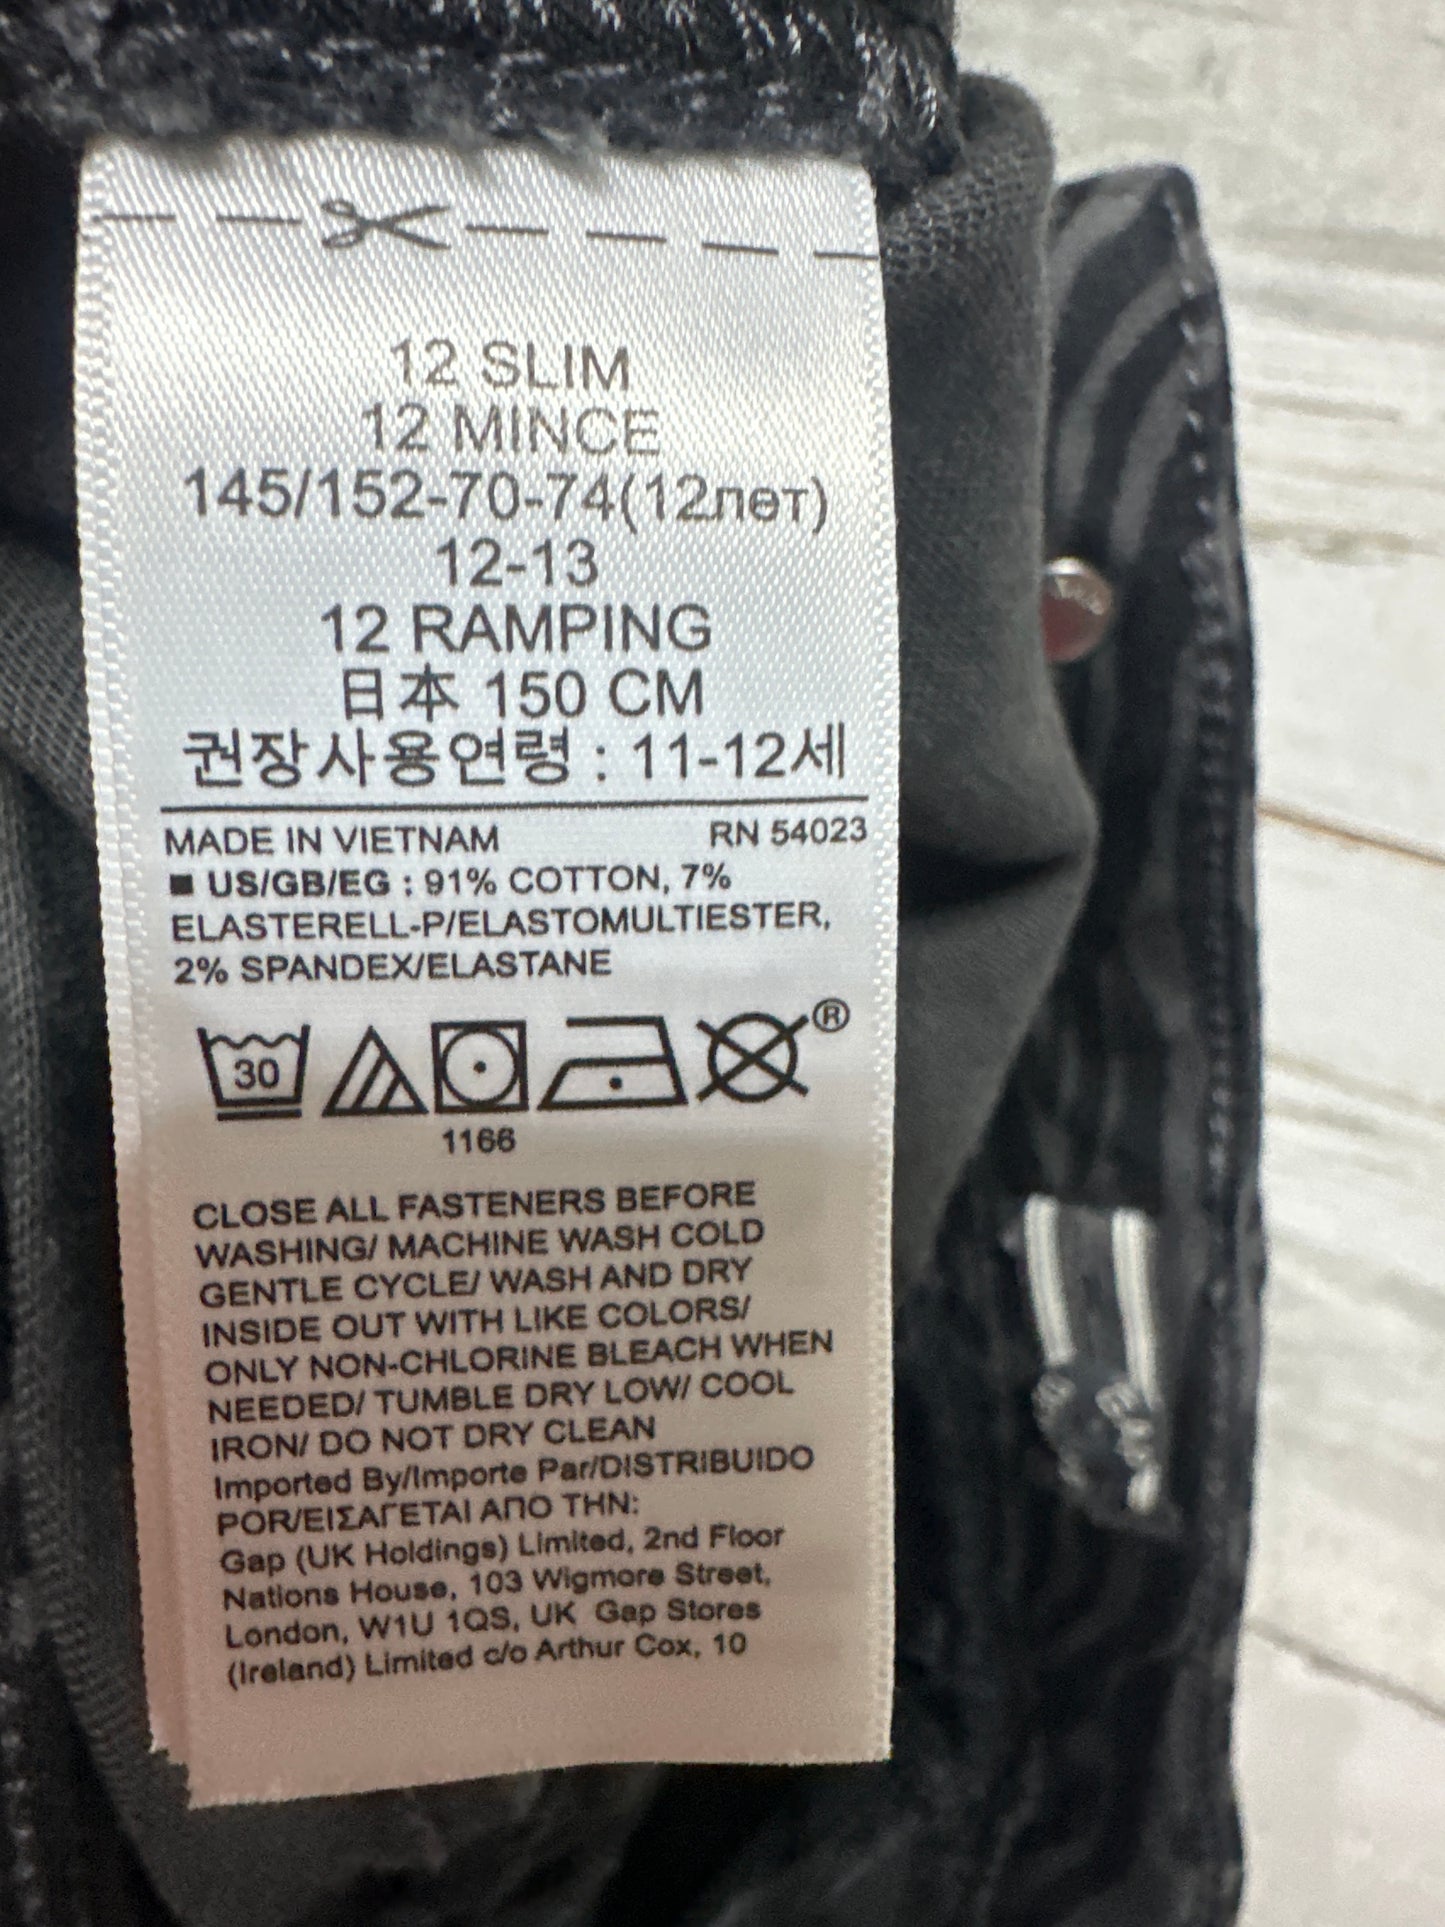 12 SLIM
12 MINCE
145/152-70-74(12лет)
12-13
12 RAMPING
日本 150 CM
권장사용연령 : 11-12세
MADE IN VIETNAM RN 54023
■ US/GB/EG : 91% COTTON, 7%
ELASTERELL-P/ELASTOMULTIESTER,
2% SPANDEX/ELASTANE
30 ®
1166
CLOSE ALL FASTENERS BEFORE
WASHING/ MACHINE WASH COLD
GENTLE CYCLE/ WASH AND DRY
INSIDE OUT WITH LIKE COLORS/
ONLY NON-CHLORINE BLEACH WHEN
NEEDED/ TUMBLE DRY LOW/ COOL
IRON/ DO NOT DRY CLEAN
Imported By/Importe Par/DISTRIBUIDO
POR/ΕΙΣΑΓΕΤΑΙ ΑΠΟ ΤΗΝ:
Gap (UK Holdings) Limited, 2nd Floor
Nations House, 103 Wigmore Street,
London, W1U 1QS, UK Gap Stores
(Ireland) Limited c/o Arthur Cox, 10